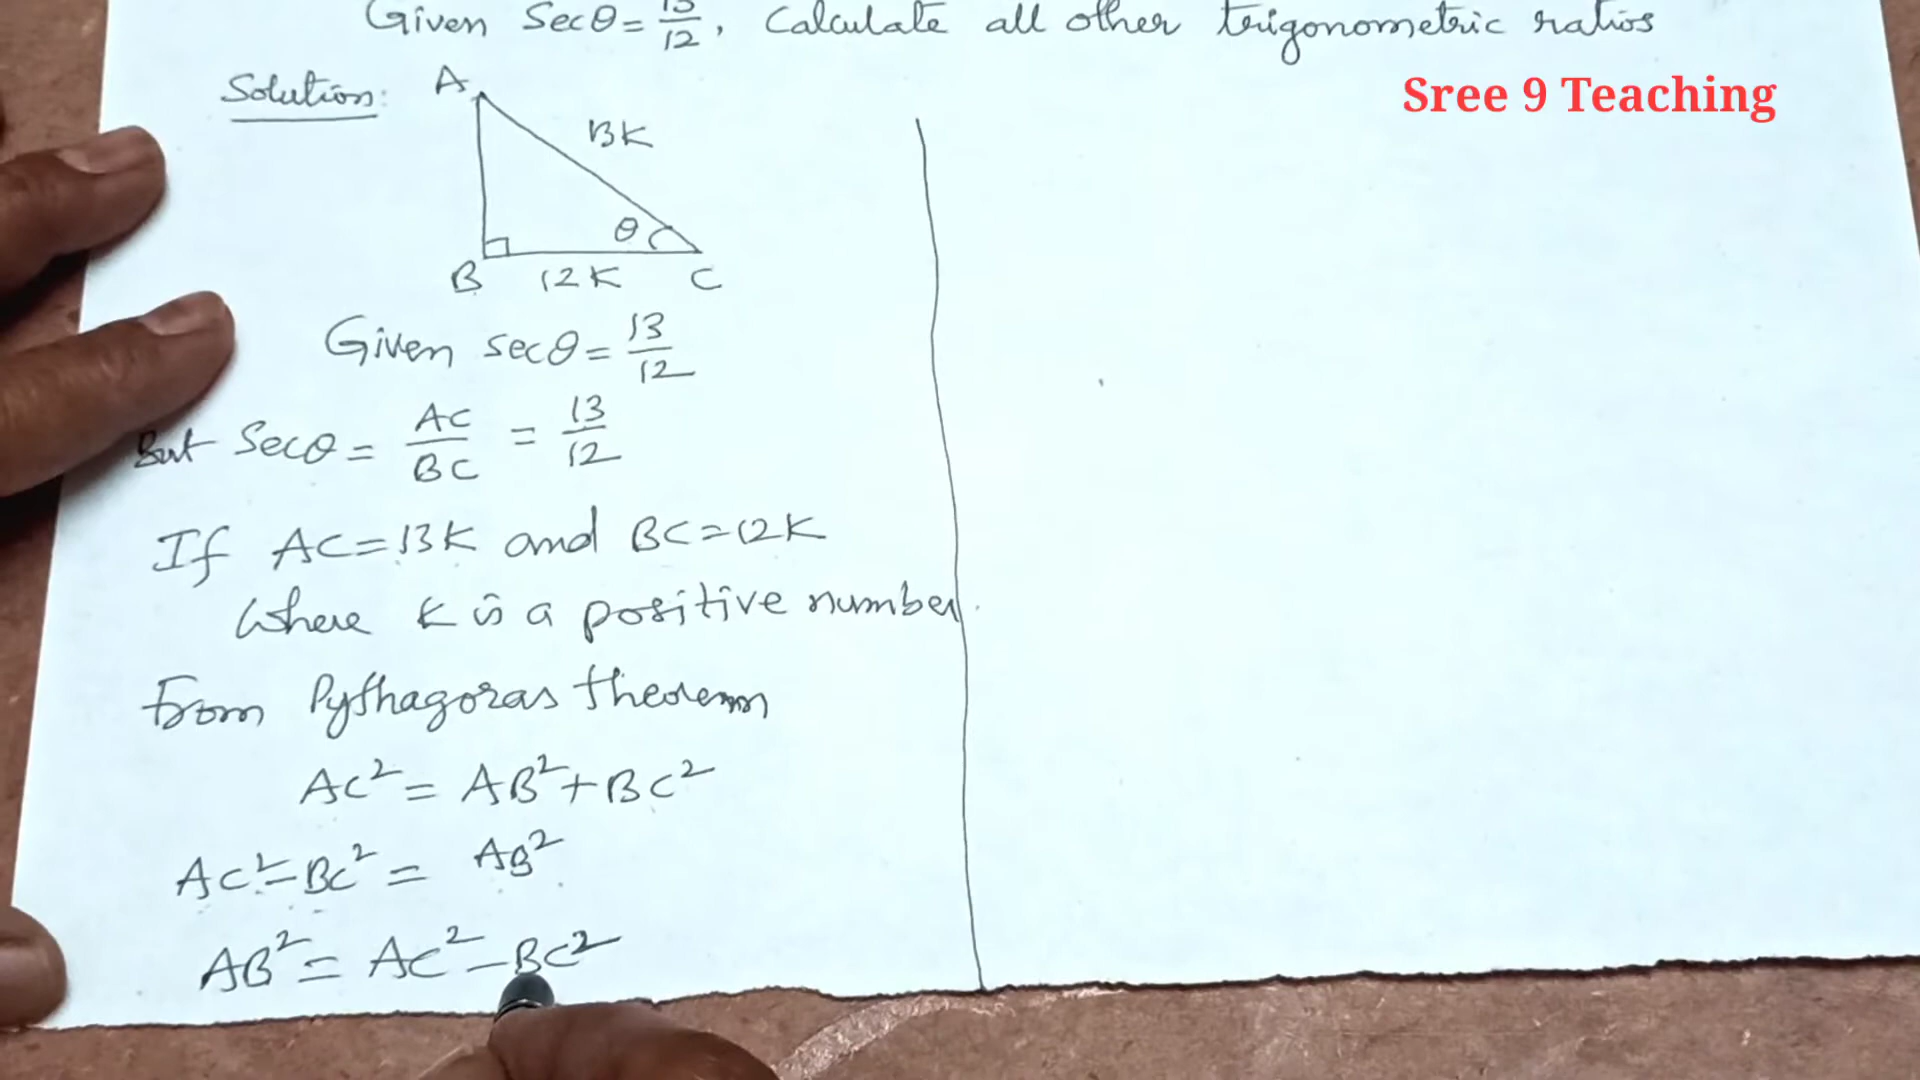 Given Secθ = 13/12, Calculate all other trigonometric ratios
Sree 9 Teaching
Solution:
A
13K
θ
B 12K C
Given secθ = 13/12
But Secθ = AC/BC = 13/12
If AC = 13K and BC = 12K
Where K is a positive number.
From Pythagoras theorem
AC² = AB² + BC²
AC² - BC² = AB²
AB² = AC² - BC²